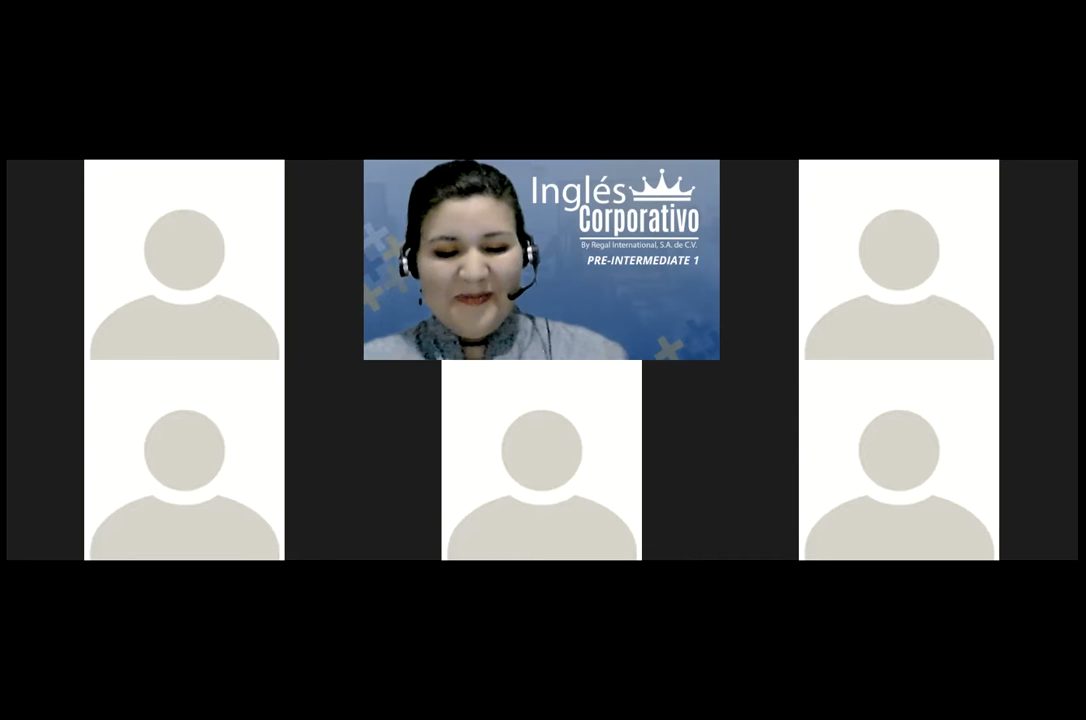 Inglés
Corporativo
By Regal International, S.A. de C.V.
PRE-INTERMEDIATE 1